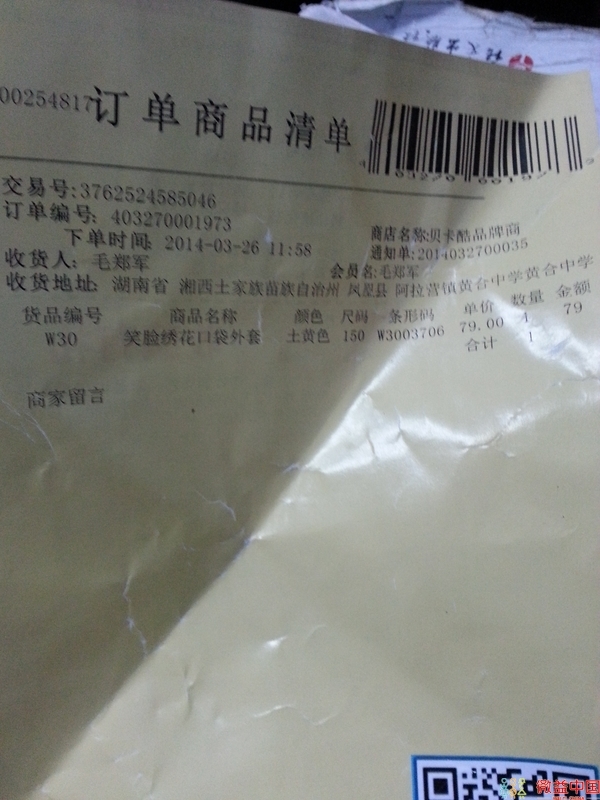 00254817 订单商品清单
交易号:3762524585046
订单编号: 403270001973
下单时间: 2014-03-26 11:58
商店名称:贝卡酷品牌商
通知单:2014032700035
收货人: 毛郑军
会员名:毛郑军
收货地址: 湖南省 湘西土家族苗族自治州 凤凰县 阿拉营镇黄合中学黄合中学
货品编号 商品名称 颜色 尺码 条形码 单价 数量 金额
W30 笑脸绣花口袋外套 土黄色 150 W3003706 79.00 1 79
合计 1
商家留言
微益中国